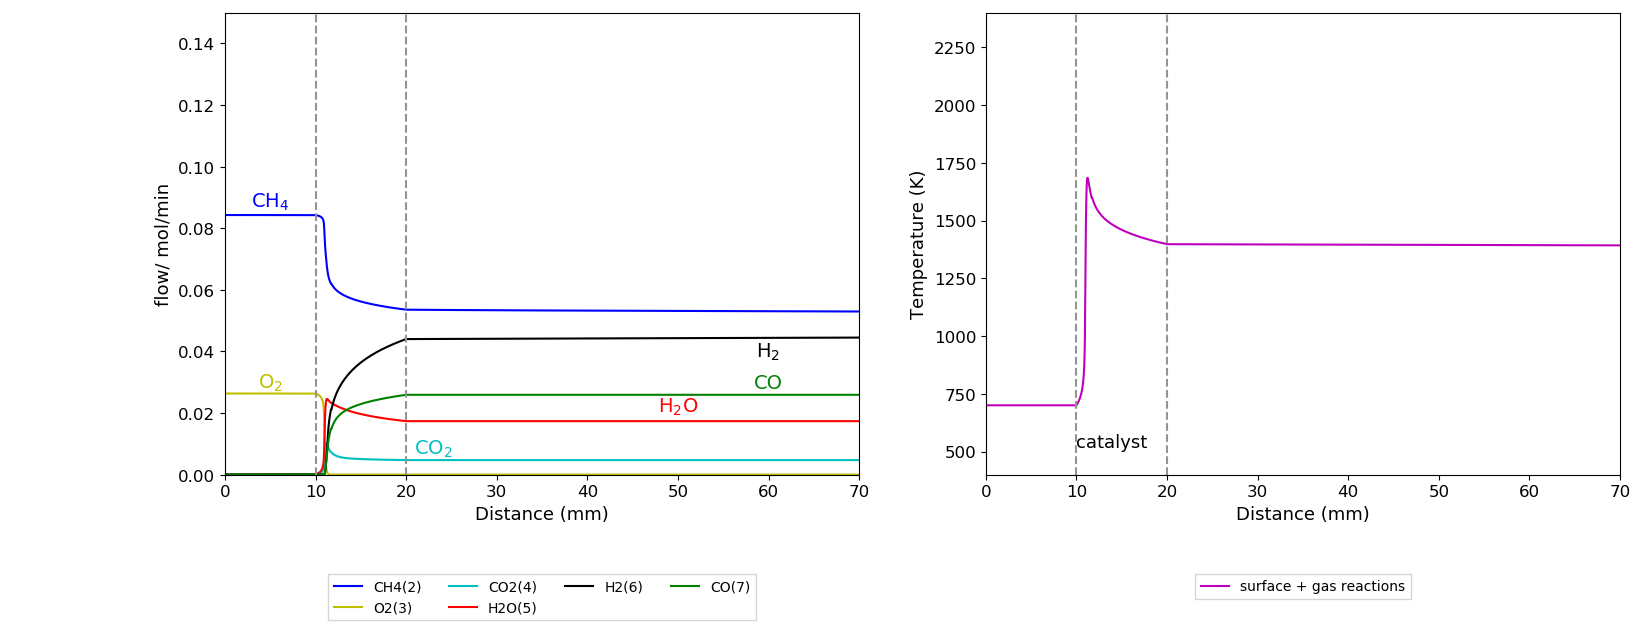 0.14
0.12
0.10
0.08
0.06
0.04
0.02
0.00
flow/ mol/min
CH₄
O₂
H₂
CO
H₂O
CO₂
0 10 20 30 40 50 60 70
Distance (mm)
CH4(2) CO2(4) H2(6) CO(7)
O2(3) H2O(5)
2250
2000
1750
1500
1250
1000
750
500
Temperature (K)
catalyst
0 10 20 30 40 50 60 70
Distance (mm)
surface + gas reactions